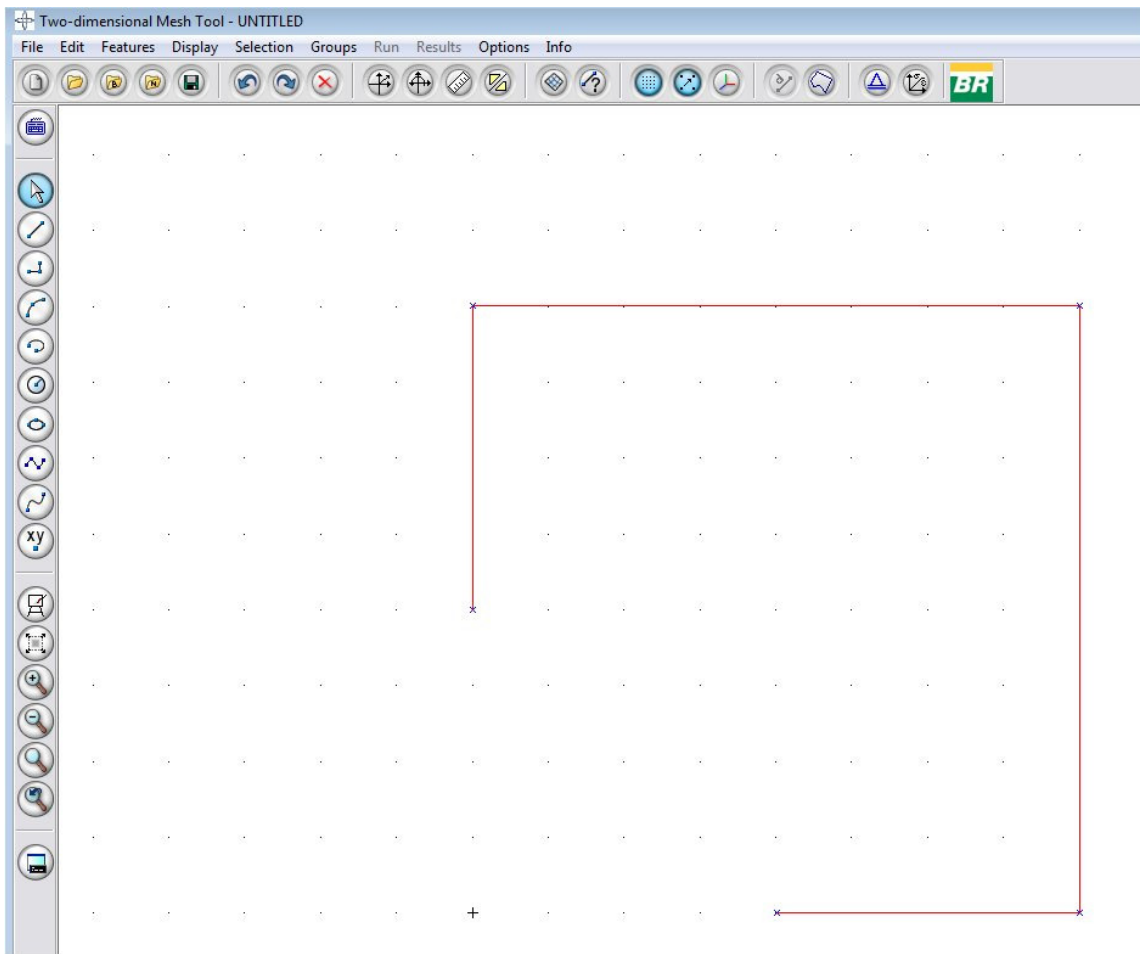 Two-dimensional Mesh Tool - UNTITLED
File Edit Features Display Selection Groups Run Results Options Info
BR
xy